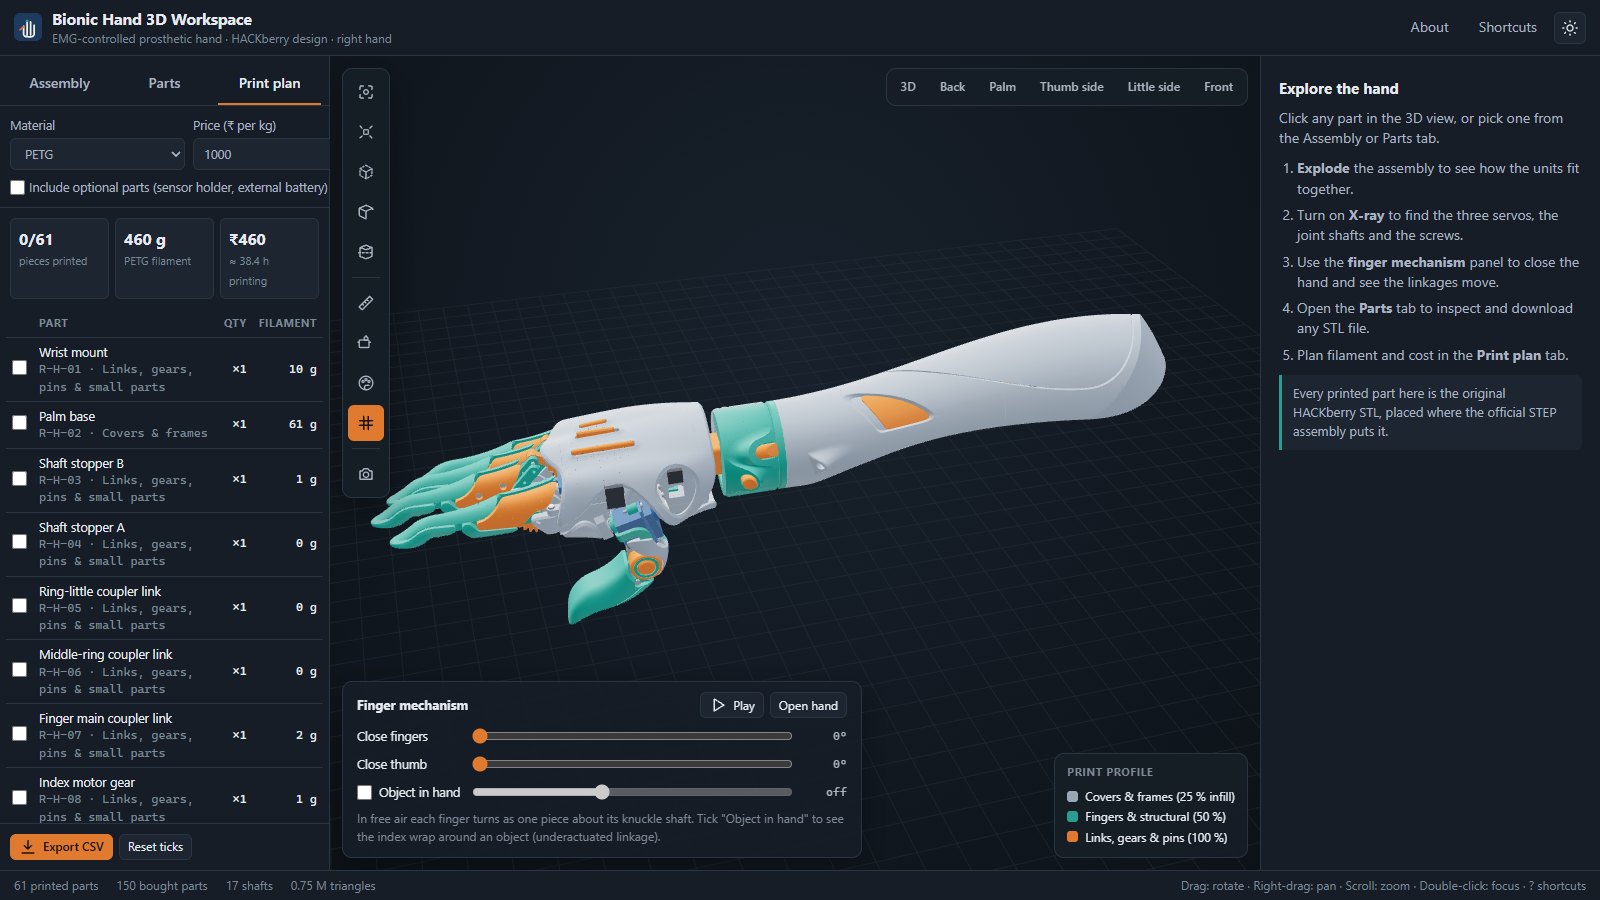 Bionic Hand 3D Workspace
EMG-controlled prosthetic hand · HACKberry design · right hand
About
Shortcuts
Assembly
Parts
Print plan
Material
Price (₹ per kg)
PETG
1000
Include optional parts (sensor holder, external battery)
0/61
pieces printed
460 g
PETG filament
₹460
≈ 38.4 h
printing
PART QTY FILAMENT
Wrist mount
R-H-01 · Links, gears,
pins & small parts
×1 10 g
Palm base
R-H-02 · Covers & frames
×1 61 g
Shaft stopper B
R-H-03 · Links, gears,
pins & small parts
×1 1 g
Shaft stopper A
R-H-04 · Links, gears,
pins & small parts
×1 0 g
Ring-little coupler link
R-H-05 · Links, gears,
pins & small parts
×1 0 g
Middle-ring coupler link
R-H-06 · Links, gears,
pins & small parts
×1 0 g
Finger main coupler link
R-H-07 · Links, gears,
pins & small parts
×1 2 g
Index motor gear
R-H-08 · Links, gears,
pins & small parts
×1 1 g
Export CSV
Reset ticks
3D Back Palm Thumb side Little side Front
Finger mechanism
Play
Open hand
Close fingers 0°
Close thumb 0°
Object in hand off
In free air each finger turns as one piece about its knuckle shaft. Tick "Object in hand" to see
the index wrap around an object (underactuated linkage).
PRINT PROFILE
Covers & frames (25 % infill)
Fingers & structural (50 %)
Links, gears & pins (100 %)
Explore the hand
Click any part in the 3D view, or pick one from
the Assembly or Parts tab.
1. Explode the assembly to see how the units fit
together.
2. Turn on X-ray to find the three servos, the
joint shafts and the screws.
3. Use the finger mechanism panel to close the
hand and see the linkages move.
4. Open the Parts tab to inspect and download
any STL file.
5. Plan filament and cost in the Print plan tab.
Every printed part here is the original
HACKberry STL, placed where the official STEP
assembly puts it.
61 printed parts 150 bought parts 17 shafts 0.75 M triangles
Drag: rotate · Right-drag: pan · Scroll: zoom · Double-click: focus · ? shortcuts